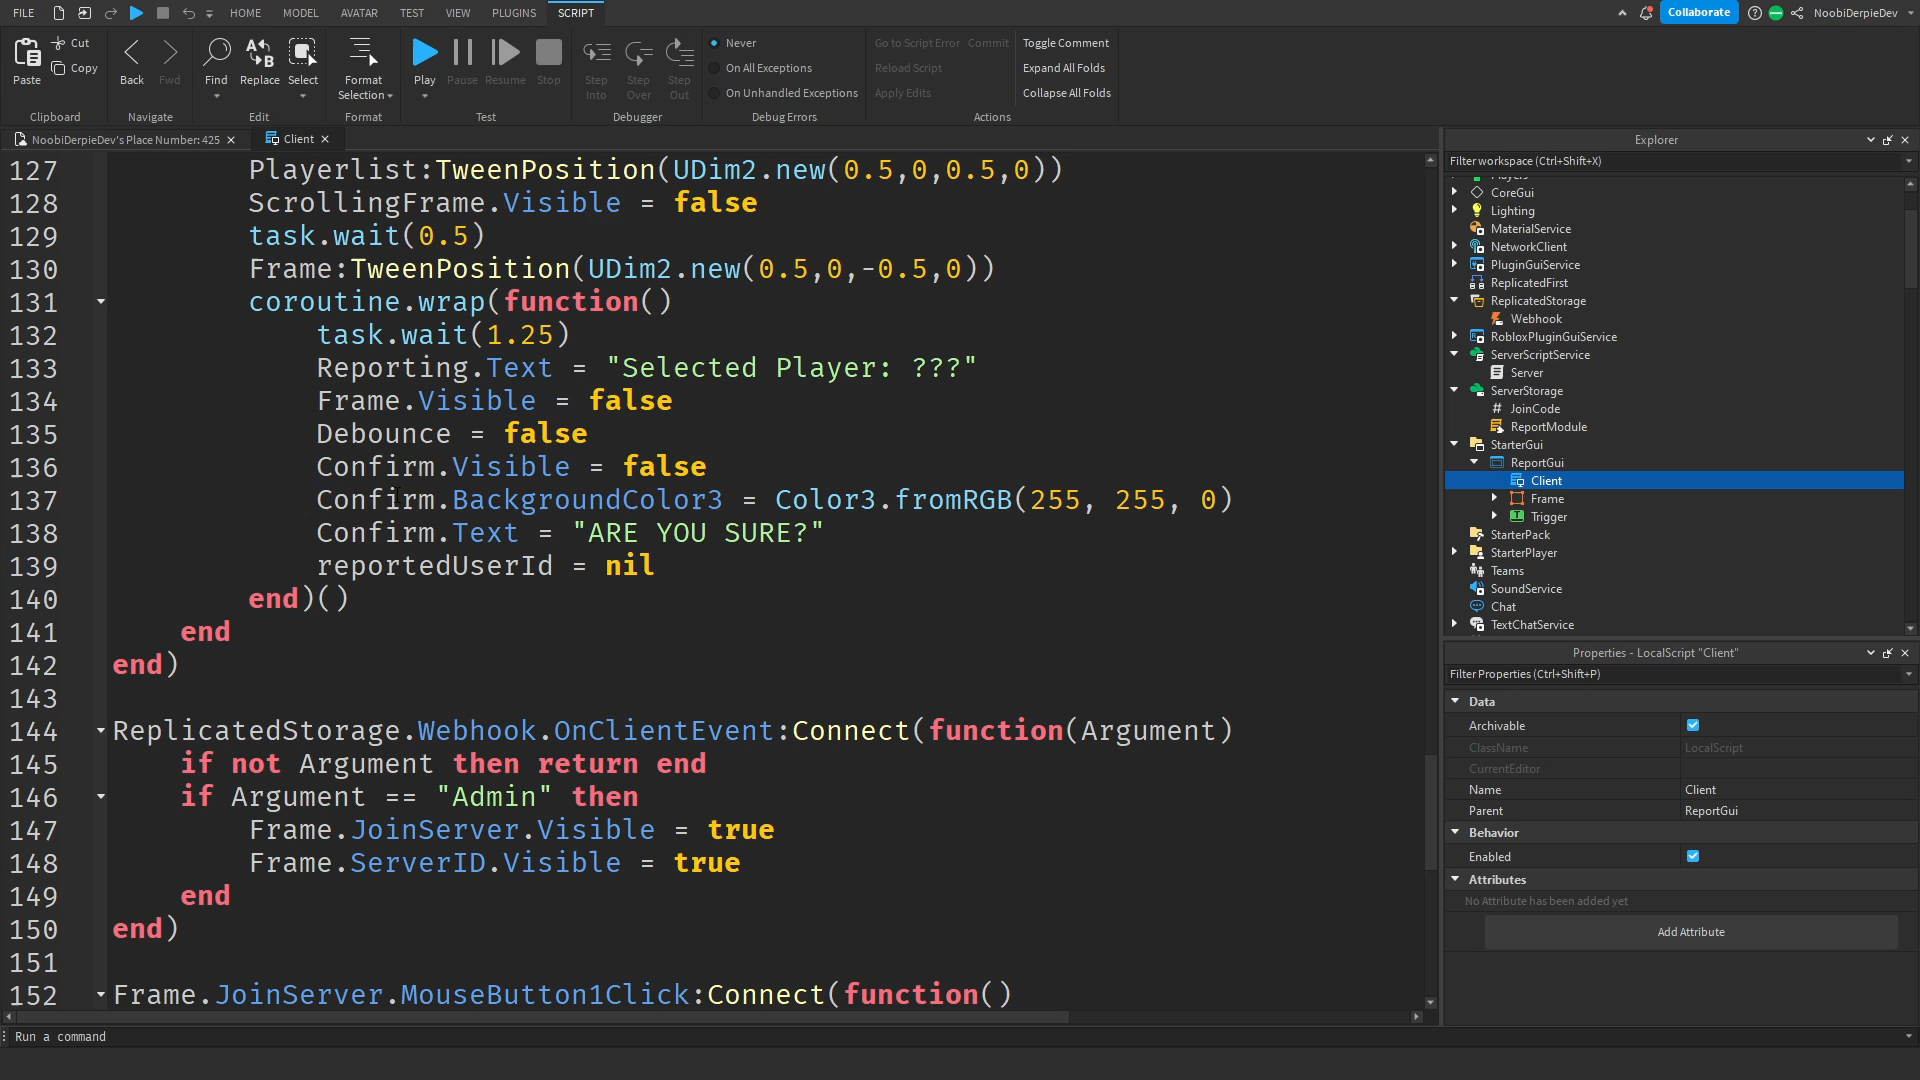 FILE HOME MODEL AVATAR TEST VIEW PLUGINS SCRIPT Collaborate NoobiDerpieDev
Paste Cut Copy
Clipboard
Back Fwd
Navigate
Find Replace Select
Edit
Format Selection
Format
Play Pause Resume Stop
Test
Step Into Step Over Step Out
Debugger
Never
On All Exceptions
On Unhandled Exceptions
Debug Errors
Go to Script Error Commit
Reload Script
Apply Edits
Toggle Comment
Expand All Folds
Collapse All Folds
Actions
NoobiDerpieDev's Place Number: 425 Client
127 Playerlist:TweenPosition(UDim2.new(0.5,0,0.5,0))
128 ScrollingFrame.Visible = false
129 task.wait(0.5)
130 Frame:TweenPosition(UDim2.new(0.5,0,-0.5,0))
131 coroutine.wrap(function()
132 task.wait(1.25)
133 Reporting.Text = "Selected Player: ???"
134 Frame.Visible = false
135 Debounce = false
136 Confirm.Visible = false
137 Confirm.BackgroundColor3 = Color3.fromRGB(255, 255, 0)
138 Confirm.Text = "ARE YOU SURE?"
139 reportedUserId = nil
140 end)()
141 end
142 end)
143
144 ReplicatedStorage.Webhook.OnClientEvent:Connect(function(Argument)
145 if not Argument then return end
146 if Argument == "Admin" then
147 Frame.JoinServer.Visible = true
148 Frame.ServerID.Visible = true
149 end
150 end)
151
152 Frame.JoinServer.MouseButton1Click:Connect(function()
Run a command
Explorer
Filter workspace (Ctrl+Shift+X)
Players
CoreGui
Lighting
MaterialService
NetworkClient
PluginGuiService
ReplicatedFirst
ReplicatedStorage
Webhook
RobloxPluginGuiService
ServerScriptService
Server
ServerStorage
JoinCode
ReportModule
StarterGui
ReportGui
Client
Frame
Trigger
StarterPack
StarterPlayer
Teams
SoundService
Chat
TextChatService
Properties - LocalScript "Client"
Filter Properties (Ctrl+Shift+P)
Data
Archivable
ClassName LocalScript
CurrentEditor
Name Client
Parent ReportGui
Behavior
Enabled
Attributes
No Attribute has been added yet
Add Attribute